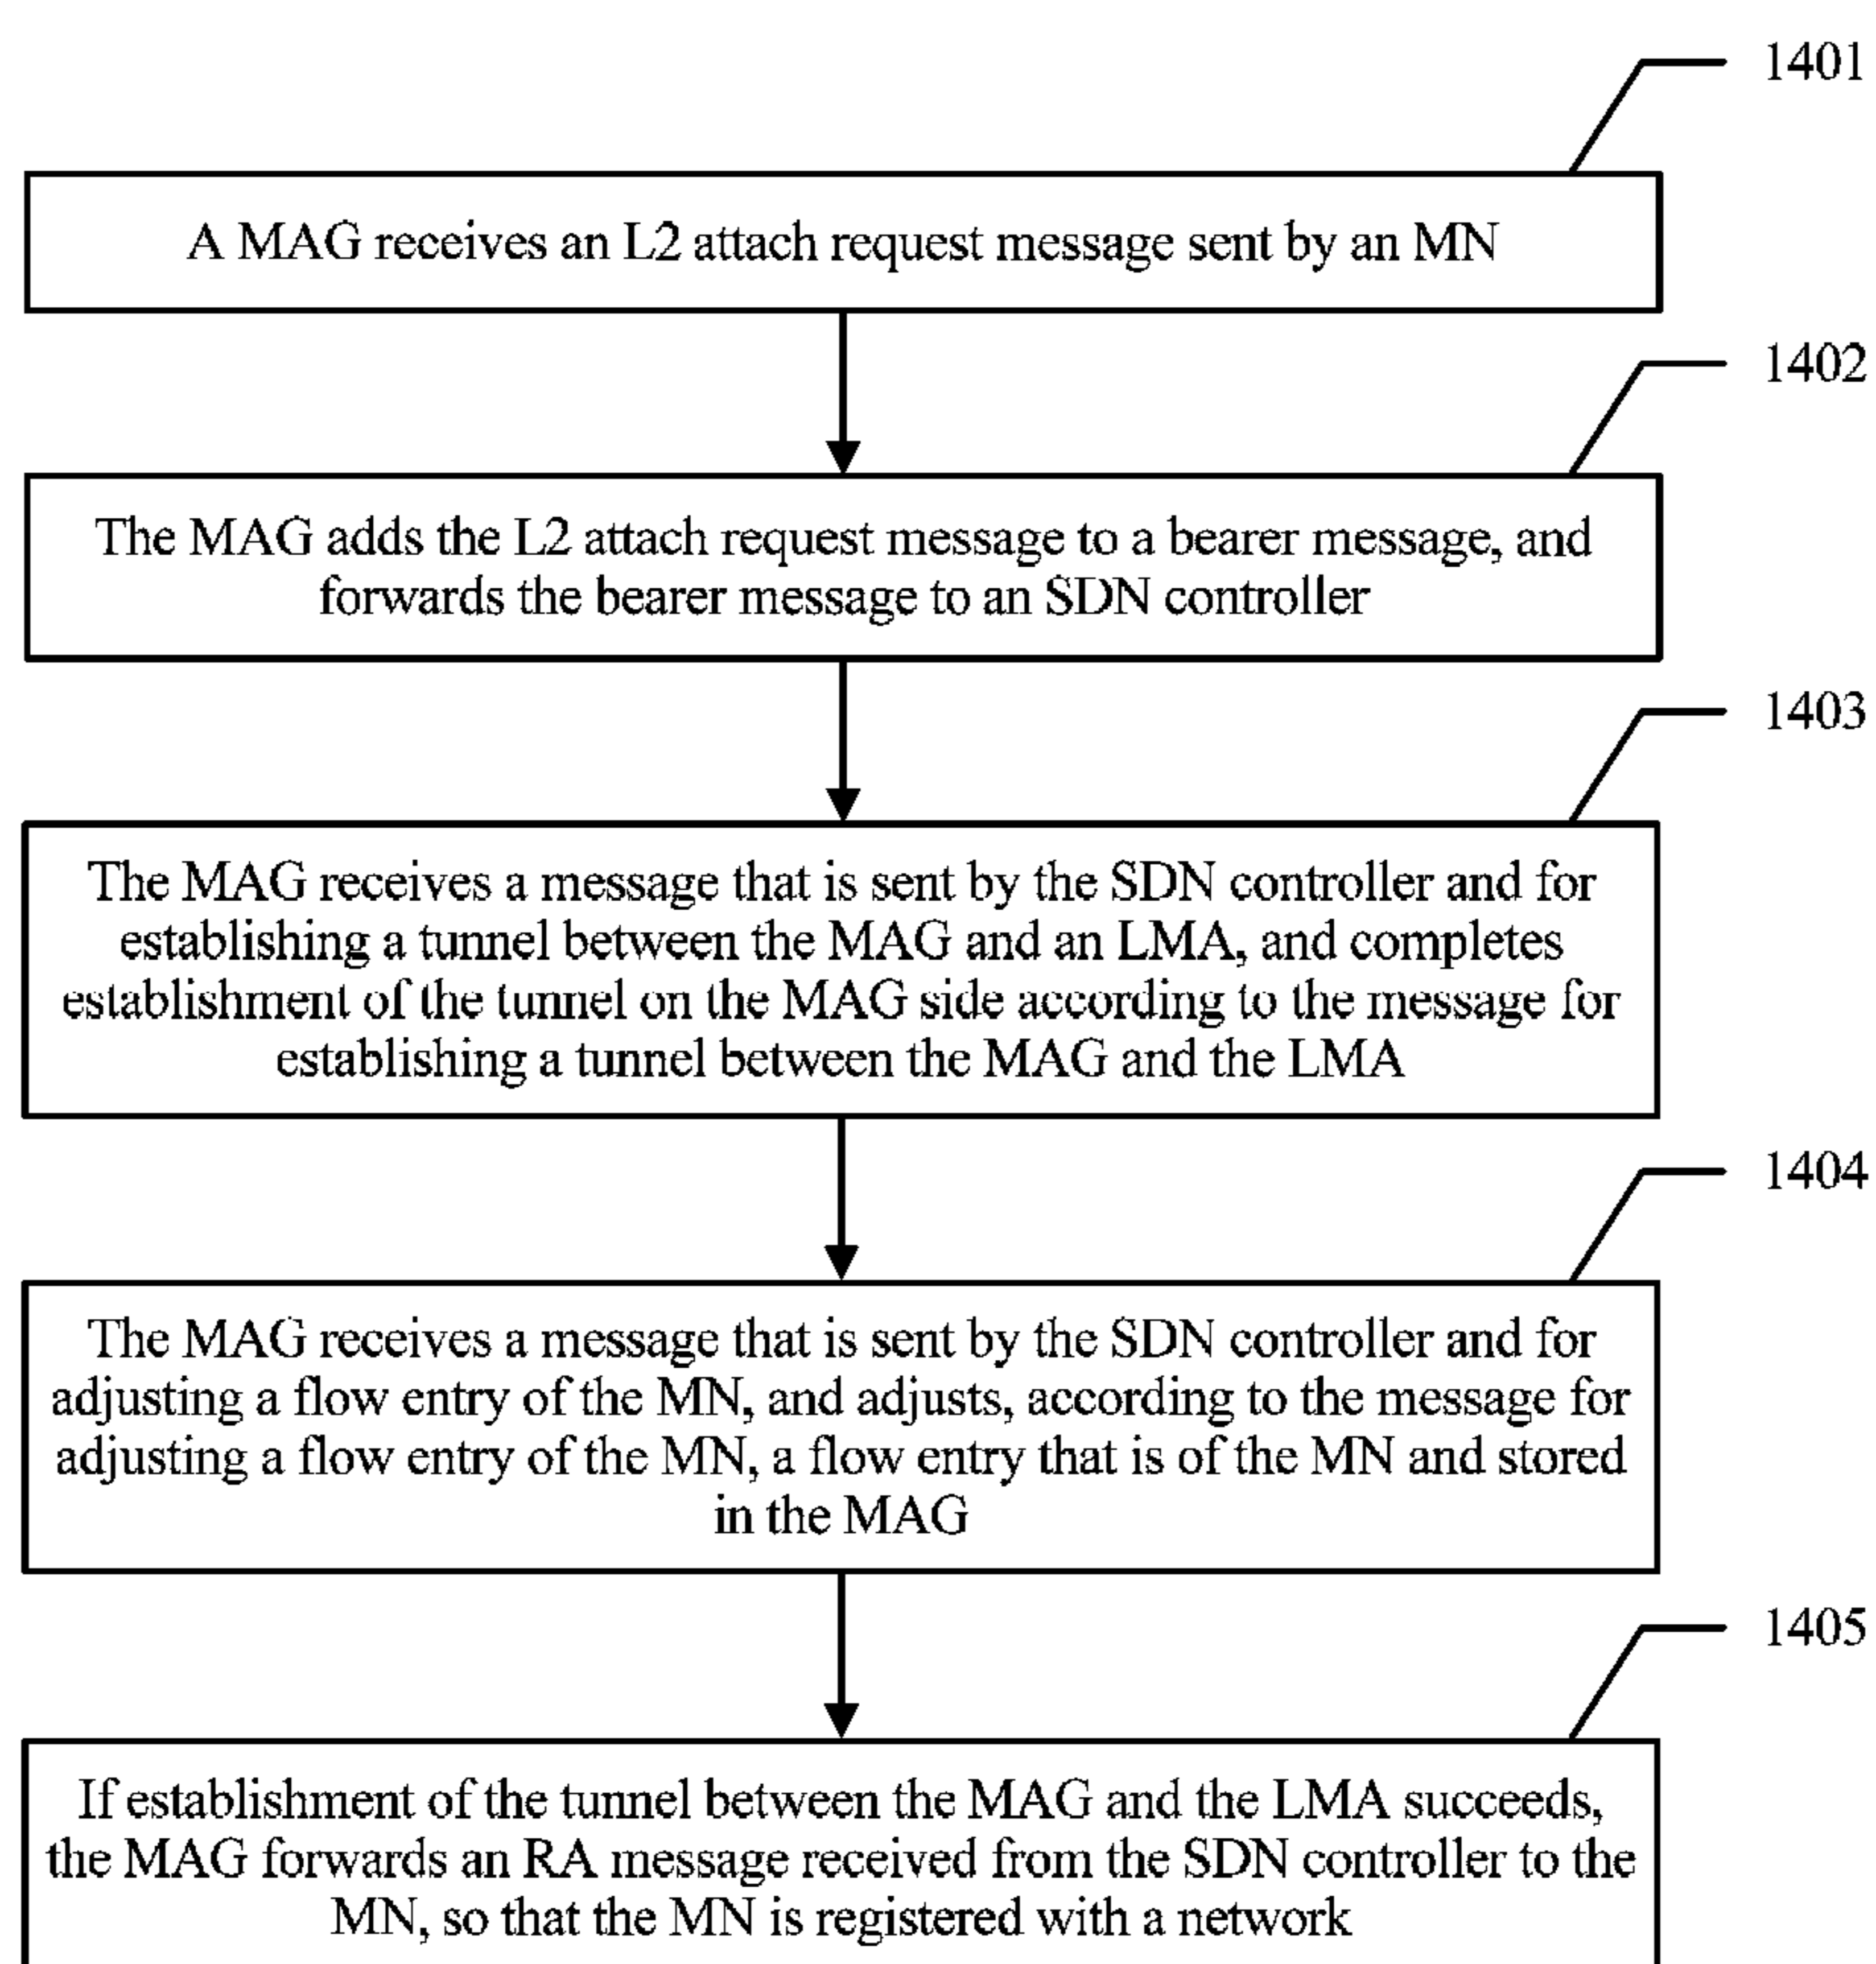 1401
A MAG receives an L2 attach request message sent by an MN
1402
The MAG adds the L2 attach request message to a bearer message, and
forwards the bearer message to an SDN controller
1403
The MAG receives a message that is sent by the SDN controller and for
establishing a tunnel between the MAG and an LMA, and completes
establishment of the tunnel on the MAG side according to the message for
establishing a tunnel between the MAG and the LMA
1404
The MAG receives a message that is sent by the SDN controller and for
adjusting a flow entry of the MN, and adjusts, according to the message for
adjusting a flow entry of the MN, a flow entry that is of the MN and stored
in the MAG
1405
If establishment of the tunnel between the MAG and the LMA succeeds,
the MAG forwards an RA message received from the SDN controller to the
MN, so that the MN is registered with a network